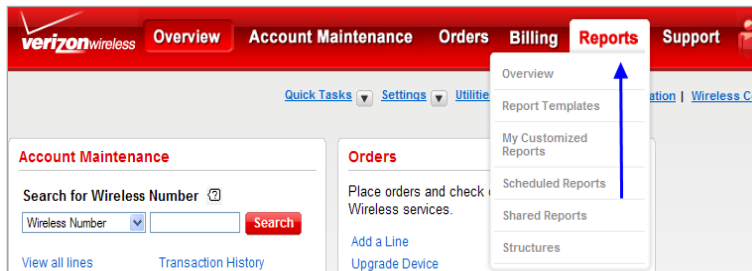 verizonwireless Overview Account Maintenance Orders Billing Reports Support
Overview
Report Templates
My Customized
Reports
Scheduled Reports
Shared Reports
Structures
Quick Tasks Settings Utilitie ation | Wireless C
Account Maintenance
Search for Wireless Number ?
Wireless Number Search
View all lines Transaction History
Orders
Place orders and check
Wireless services.
Add a Line
Upgrade Device